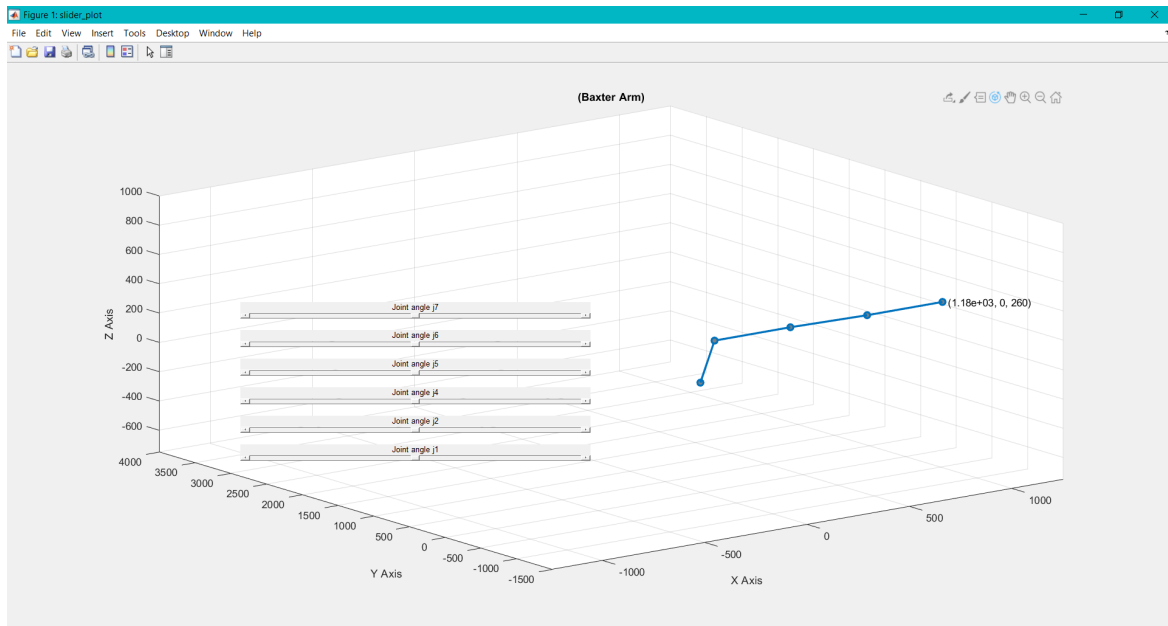 Figure 1: slider_plot
File Edit View Insert Tools Desktop Window Help
(Baxter Arm)
1000
800
600
400
200
0
-200
-400
-600
Z Axis
Joint angle j7
Joint angle j6
Joint angle j5
Joint angle j4
Joint angle j2
Joint angle j1
(1.18e+03, 0, 260)
4000
3500
3000
2500
2000
1500
1000
500
0
-500
-1000
-1500
Y Axis
-1000
-500
0
500
1000
X Axis